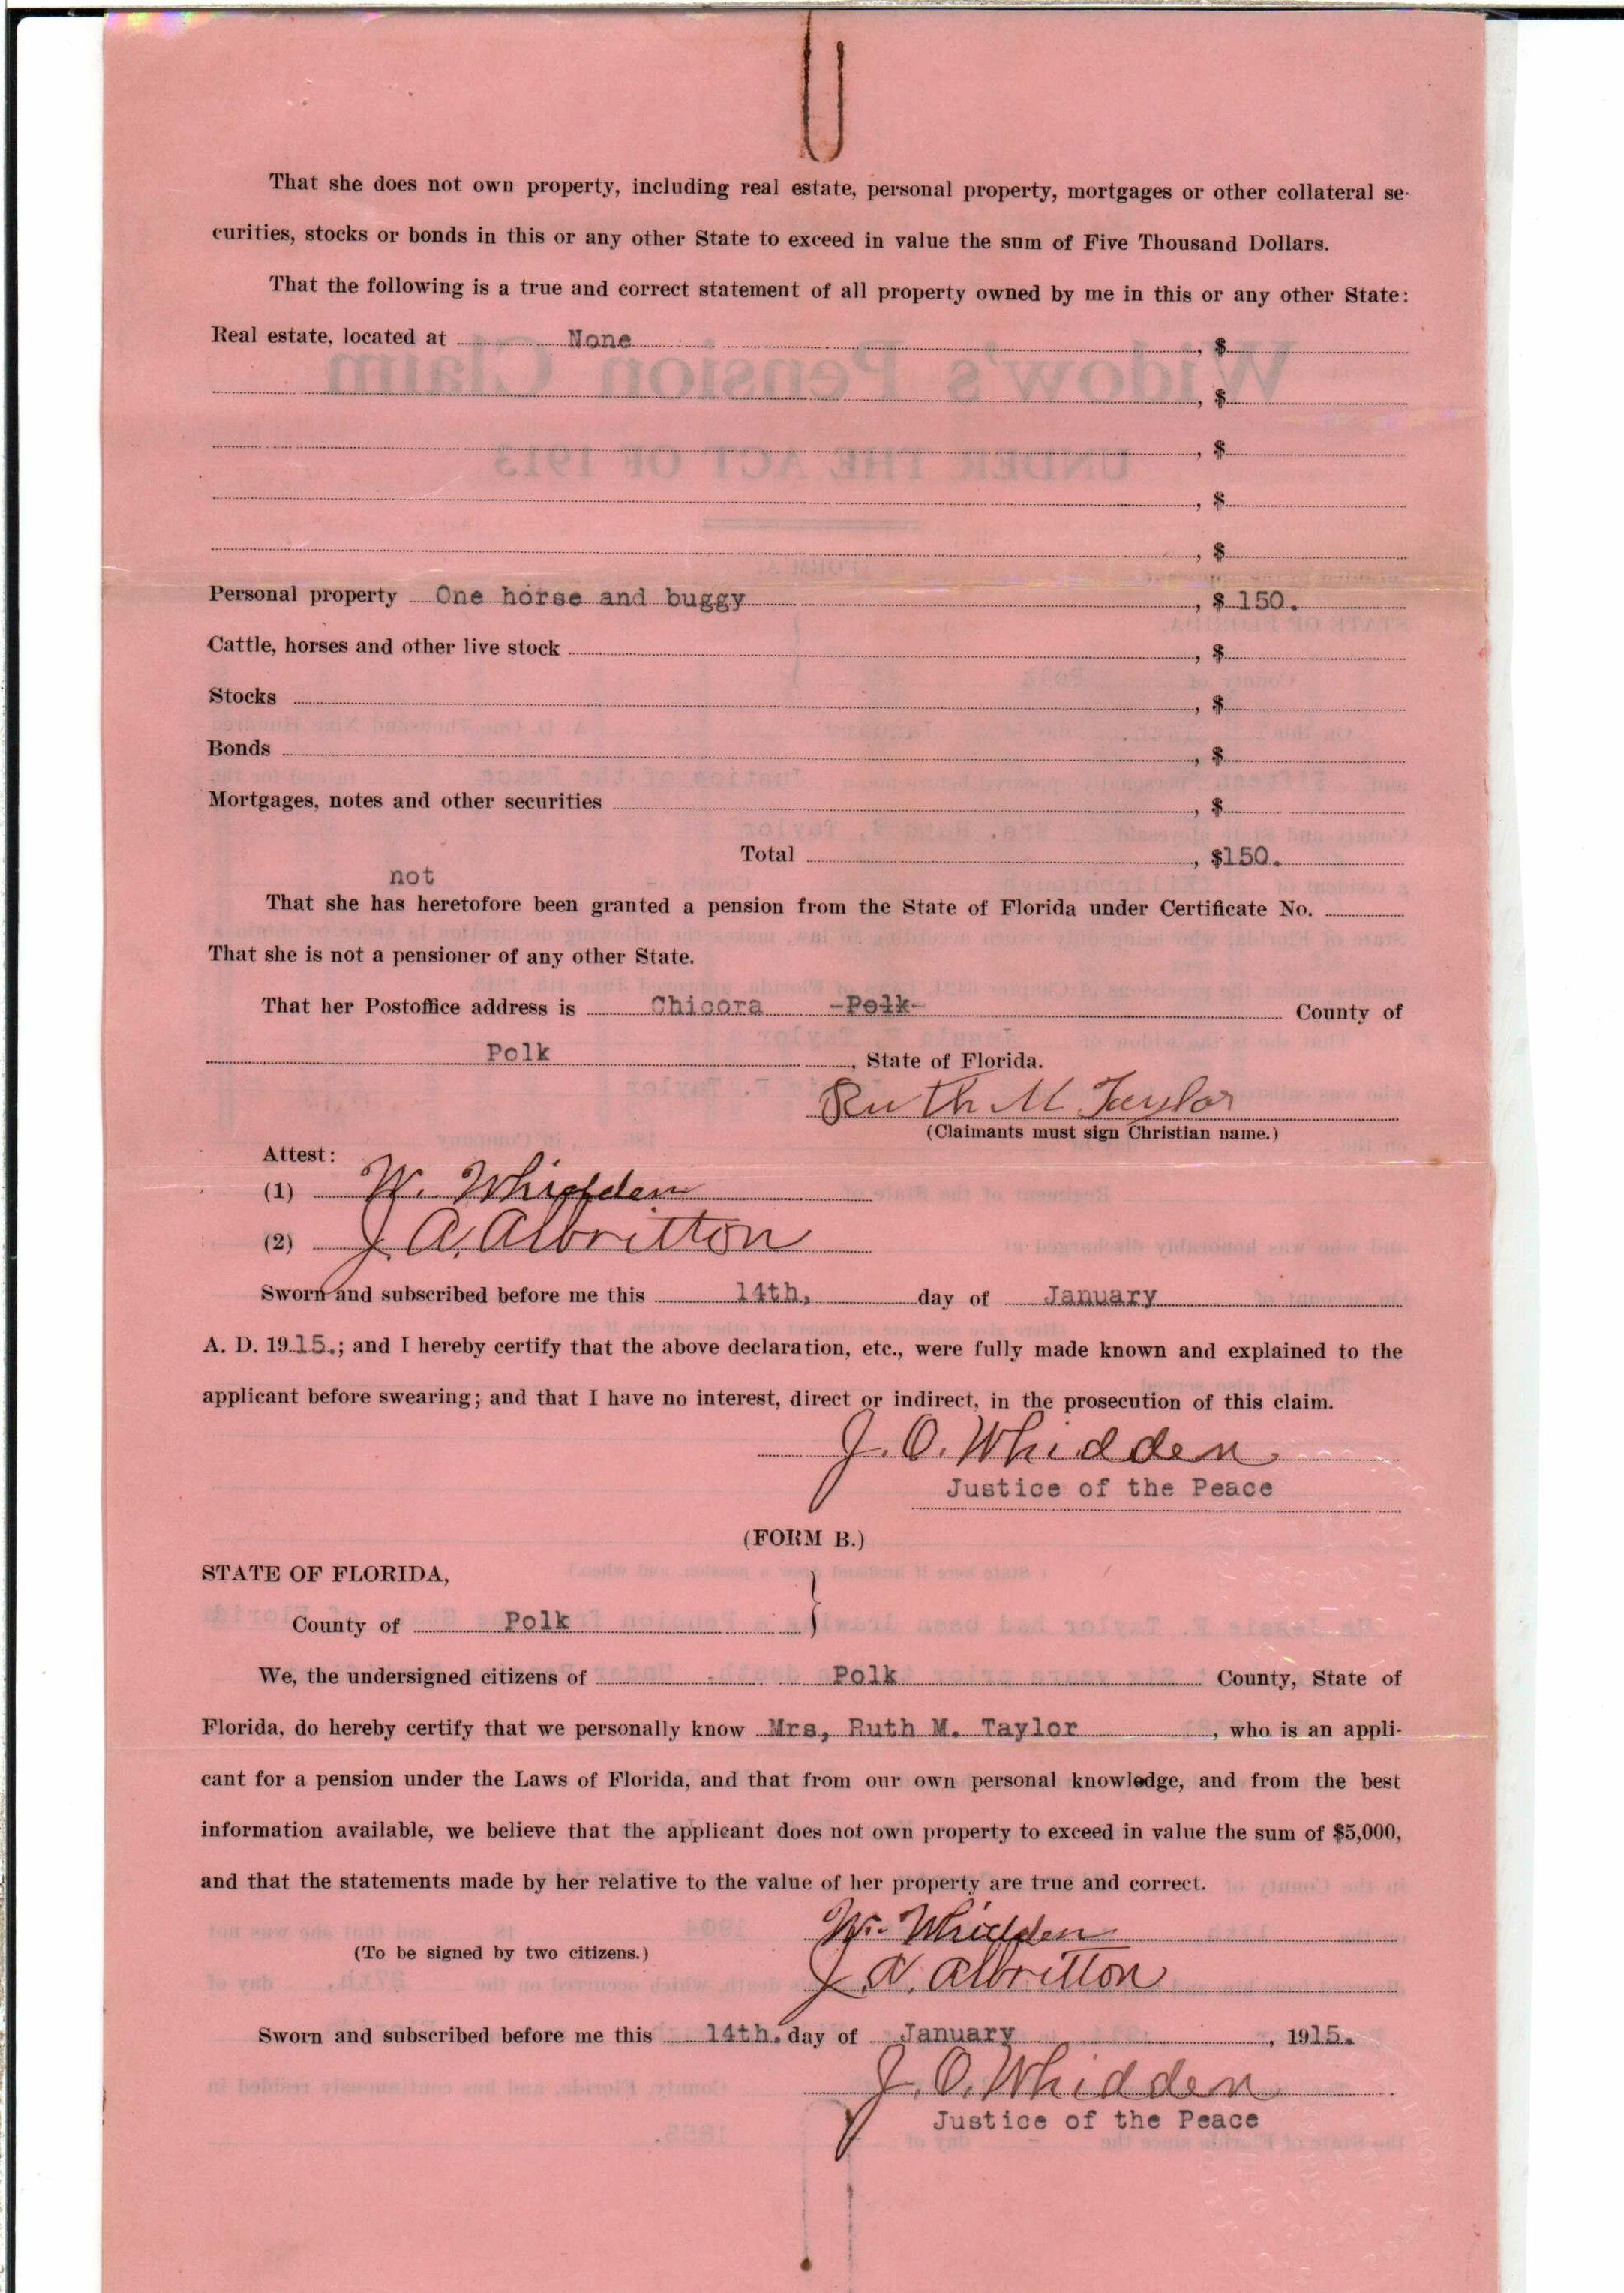 That she does not own property, including real estate, personal property, mortgages or other collateral se-
curities, stocks or bonds in this or any other State to exceed in value the sum of Five Thousand Dollars.
That the following is a true and correct statement of all property owned by me in this or any other State:
Real estate, located at None , $
, $
, $
, $
, $
Personal property One horse and buggy , $ 150.
Cattle, horses and other live stock , $
Stocks , $
Bonds , $
Mortgages, notes and other securities , $
Total , $150.
not
That she has heretofore been granted a pension from the State of Florida under Certificate No.
That she is not a pensioner of any other State.
That her Postoffice address is Chicora -Polk- County of
Polk , State of Florida.
Ruth M Taylor
(Claimants must sign Christian name.)
Attest:
(1) W. Whidden
(2) J. A. Albritton
Sworn and subscribed before me this 14th, day of January
A. D. 1915.; and I hereby certify that the above declaration, etc., were fully made known and explained to the
applicant before swearing; and that I have no interest, direct or indirect, in the prosecution of this claim.
J. O. Whidden
Justice of the Peace
(FORM B.)
STATE OF FLORIDA,
County of Polk
We, the undersigned citizens of Polk County, State of
Florida, do hereby certify that we personally know Mrs, Ruth M. Taylor , who is an appli-
cant for a pension under the Laws of Florida, and that from our own personal knowledge, and from the best
information available, we believe that the applicant does not own property to exceed in value the sum of $5,000,
and that the statements made by her relative to the value of her property are true and correct.
W. Whidden
(To be signed by two citizens.)
J. A. Albritton
Sworn and subscribed before me this 14th. day of January , 1915.
J. O. Whidden
Justice of the Peace